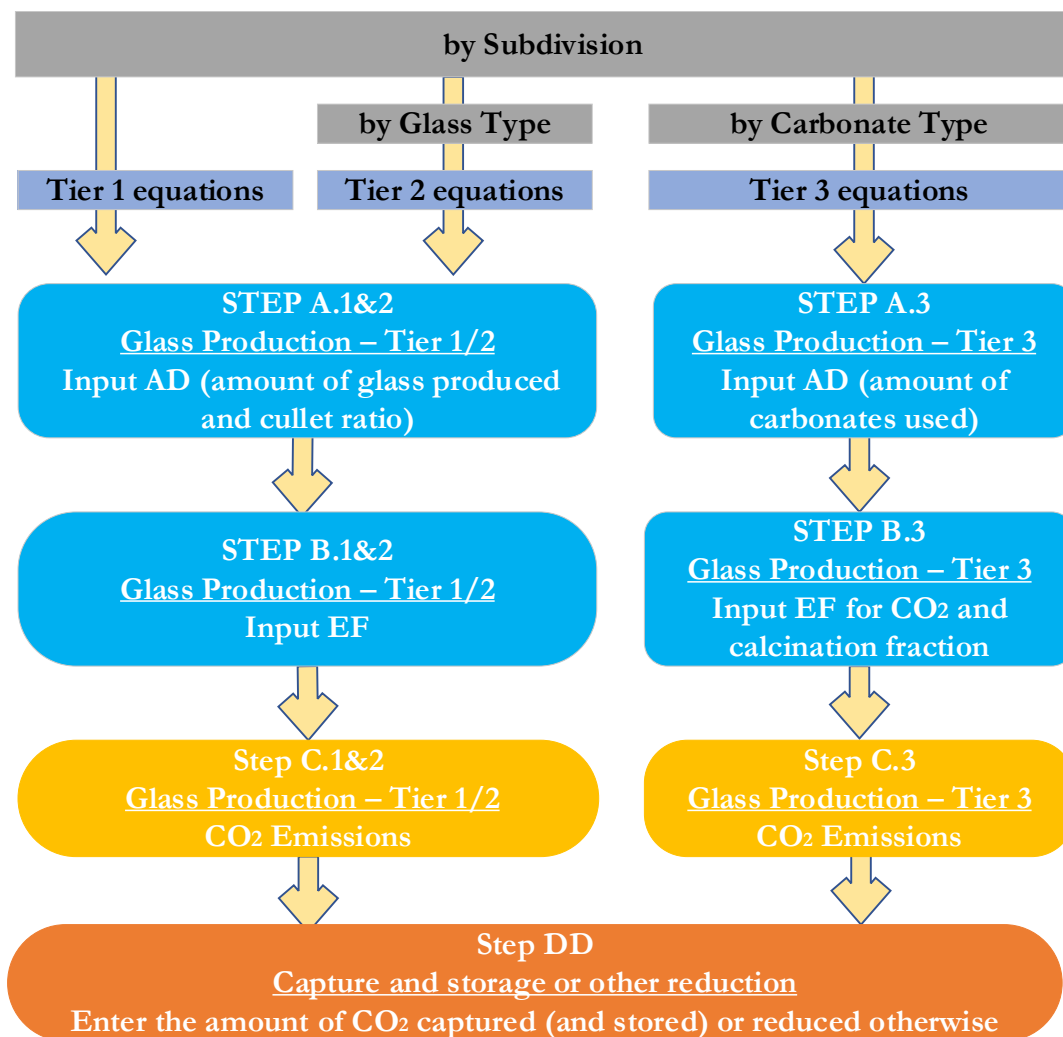 by Subdivision
by Glass Type
by Carbonate Type
Tier 1 equations
Tier 2 equations
Tier 3 equations
STEP A.1&2
Glass Production – Tier 1/2
Input AD (amount of glass produced
and cullet ratio)
STEP A.3
Glass Production – Tier 3
Input AD (amount of
carbonates used)
STEP B.1&2
Glass Production – Tier 1/2
Input EF
STEP B.3
Glass Production – Tier 3
Input EF for CO₂ and
calcination fraction
Step C.1&2
Glass Production – Tier 1/2
CO₂ Emissions
Step C.3
Glass Production – Tier 3
CO₂ Emissions
Step DD
Capture and storage or other reduction
Enter the amount of CO₂ captured (and stored) or reduced otherwise